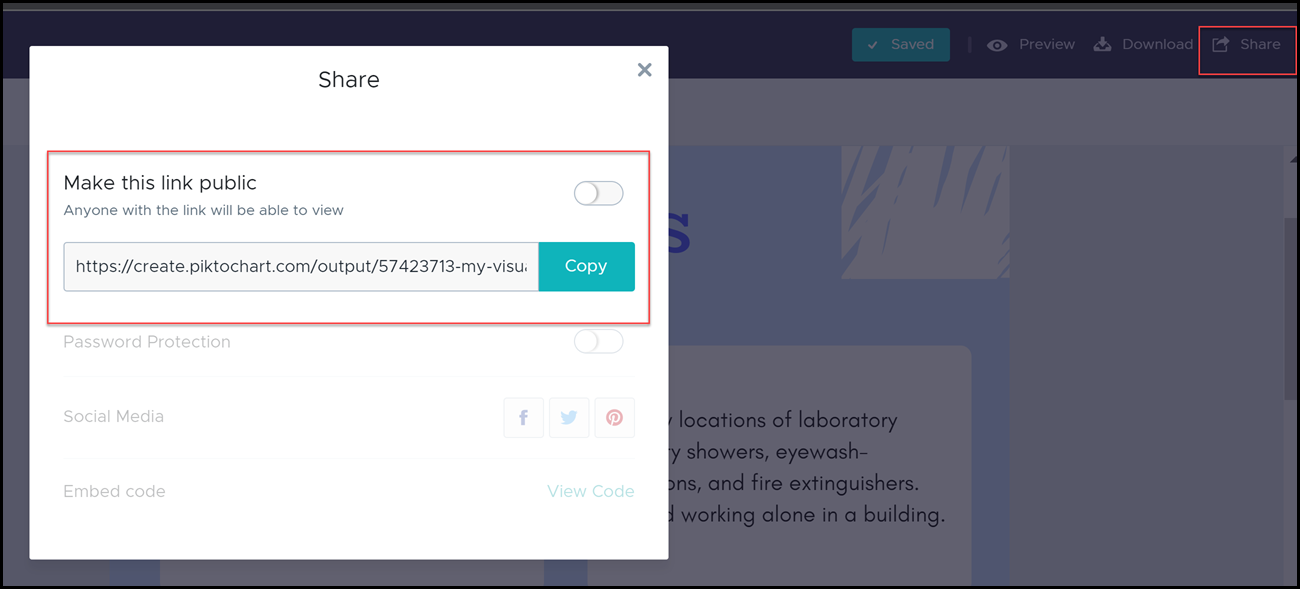 Saved
Preview
Download
Share
Share
Make this link public
Anyone with the link will be able to view
https://create.piktochart.com/output/57423713-my-visu
Copy
Password Protection
Social Media
Embed code
View Code
s
locations of laboratory
showers, eyewash-
and fire extinguishers.
working alone in a building.